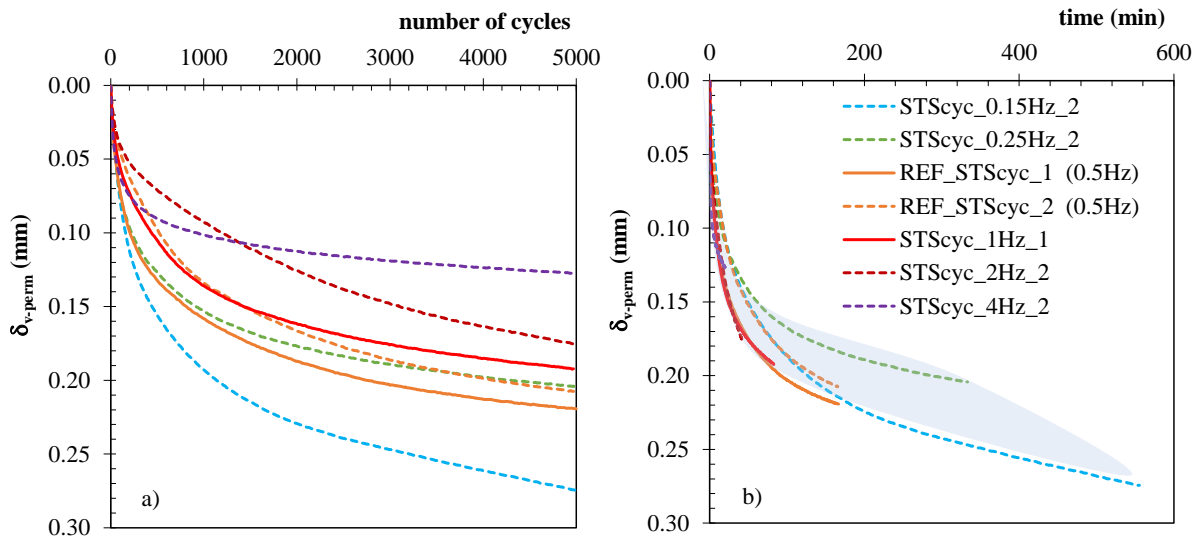 number of cycles
0 1000 2000 3000 4000 5000
0.00
0.05
0.10
0.15
0.20
0.25
0.30
δv-perm (mm)
a)
time (min)
0 200 400 600
0.00
0.05
0.10
0.15
0.20
0.25
0.30
δv-perm (mm)
STScyc_0.15Hz_2
STScyc_0.25Hz_2
REF_STScyc_1 (0.5Hz)
REF_STScyc_2 (0.5Hz)
STScyc_1Hz_1
STScyc_2Hz_2
STScyc_4Hz_2
b)